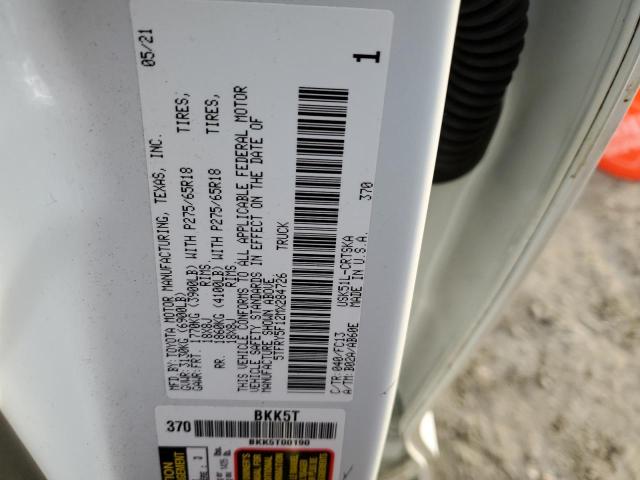 MFD BY: TOYOTA MOTOR MANUFACTURING, TEXAS, INC. 05/21
GVWR: 3130KG (6900LB)
GAWR: FRT. 1770KG (3900LB) WITH P275/65R18 TIRES,
18X8J RIMS
RR. 1860KG (4100LB) WITH P275/65R18 TIRES,
18X8J RIMS
THIS VEHICLE CONFORMS TO ALL APPLICABLE FEDERAL MOTOR
VEHICLE SAFETY STANDARDS IN EFFECT ON THE DATE OF
MANUFACTURE SHOWN ABOVE.
5TFRY5F12MX284726 TRUCK
1
C/TR: 040/FC13 USK51L-CRTSKA 370
A/TM: B02A/AB60E MADE IN U.S.A.
370 BKK5T
BKK5T00190